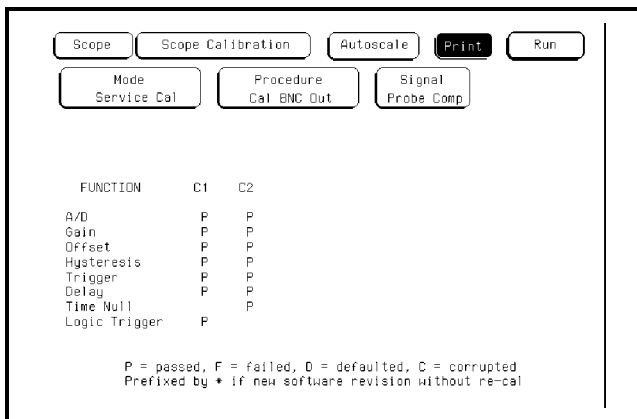 Scope Scope Calibration Autoscale Print Run
Mode Procedure Signal
Service Cal Cal BNC Out Probe Comp
FUNCTION C1 C2
A/D P P
Gain P P
Offset P P
Hysteresis P P
Trigger P P
Delay P P
Time Null P
Logic Trigger P
P = passed, F = failed, D = defaulted, C = corrupted
Prefixed by * if new software revision without re-cal